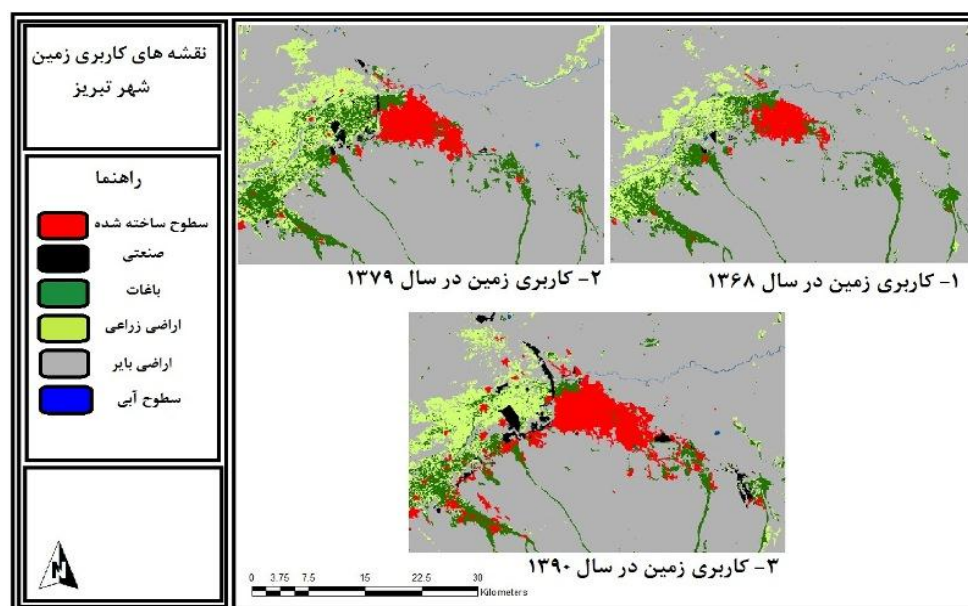 نقشه های کاربری زمین
شهر تبریز
راهنما
سطوح ساخته شده
صنعتی
باغات
اراضی زراعی
اراضی بایر
سطوح آبی
N
۱- کاربری زمین در سال ۱۳۶۸
۲- کاربری زمین در سال ۱۳۷۹
۳- کاربری زمین در سال ۱۳۹۰
0 3.75 7.5 15 22.5 30
Kilometers